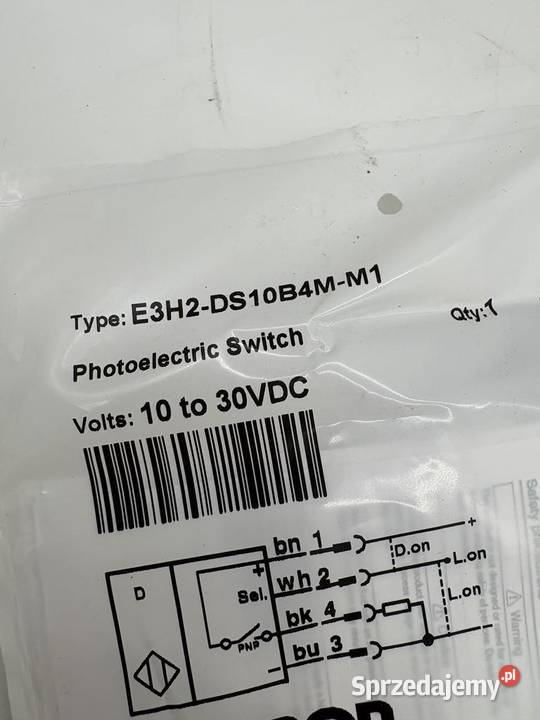 Type: E3H2-DS10B4M-M1
Qty:1
Photoelectric Switch
Volts: 10 to 30VDC
bn 1 +
D.on
D Sel. wh 2 L.on
+
L.on
bk 4
PNP
bu 3
-
Warning
Sprzedajemy.pl